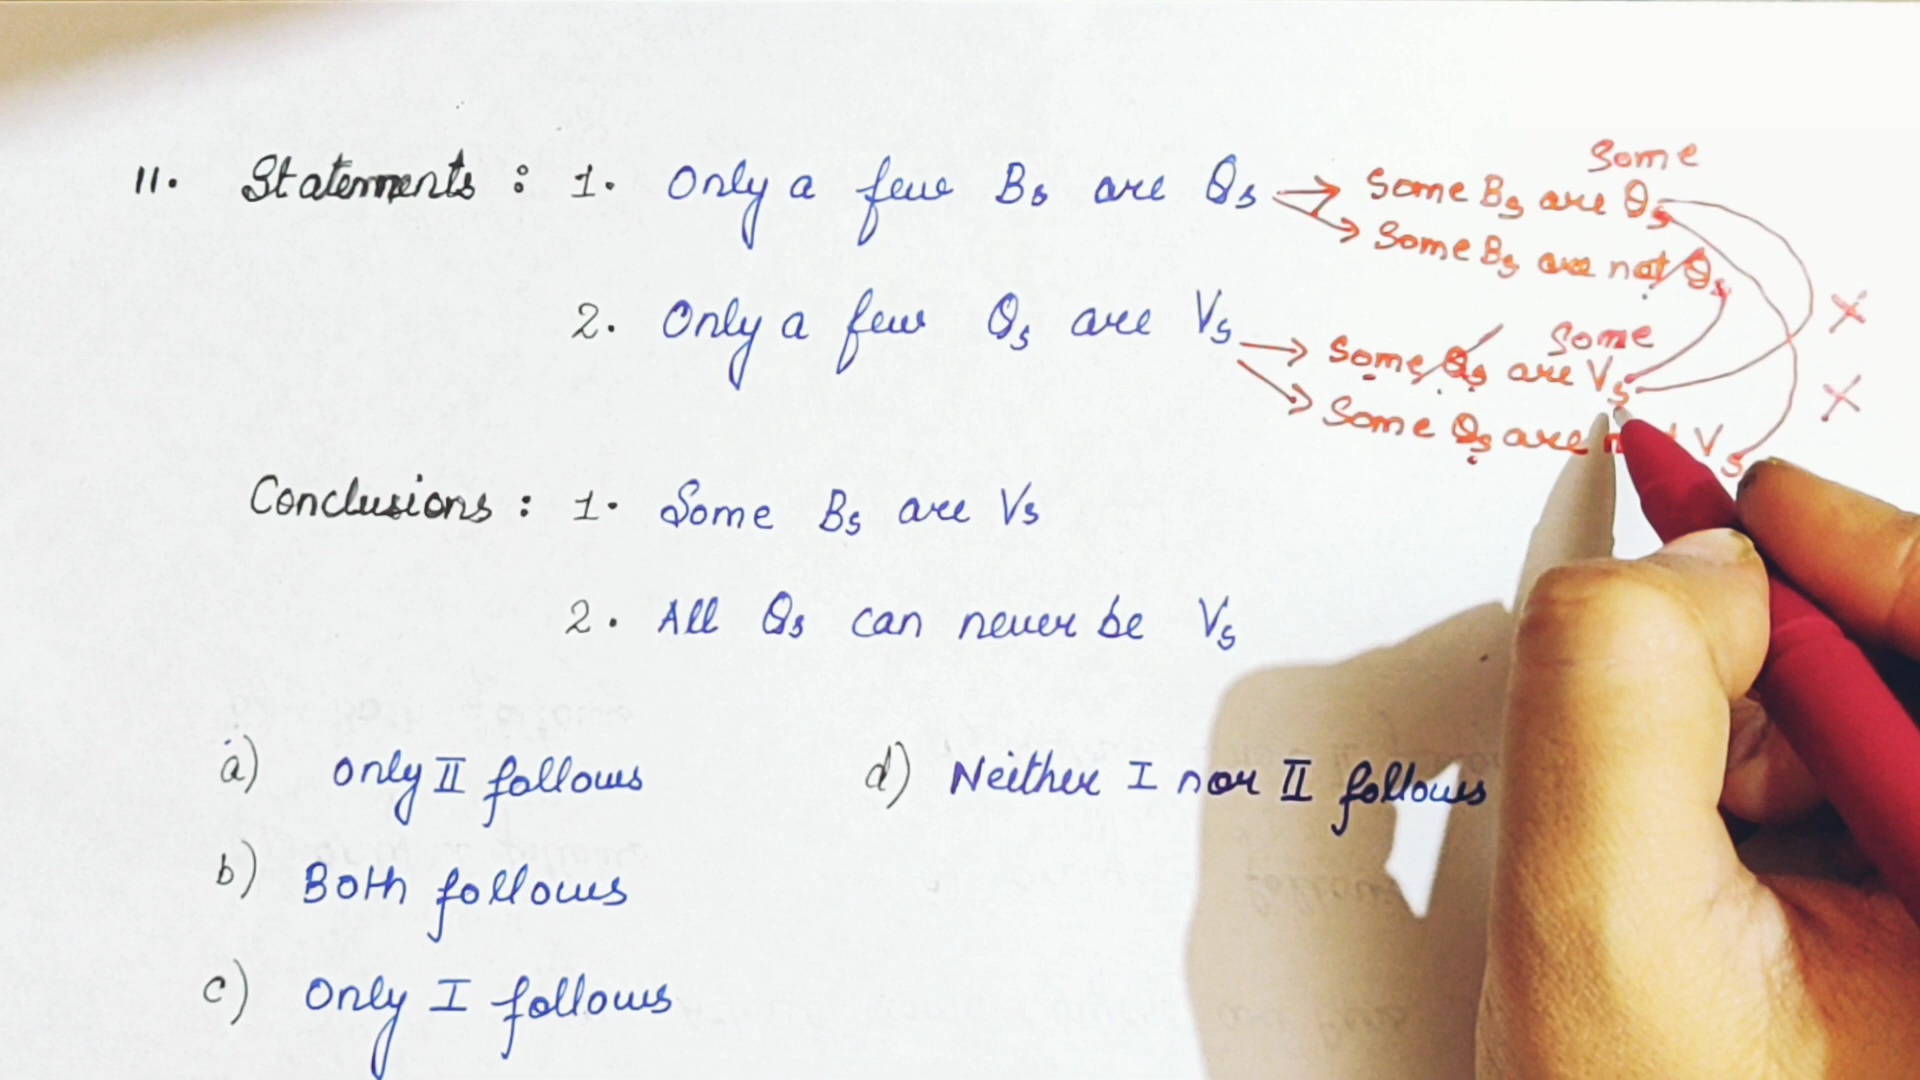 Some
11. Statements : 1. Only a few Bs are Qs → Some Bs are Qs
→ Some Bs are not Qs
2. Only a few Qs are Vs → Some Qs are Vs
Some
→ Some Qs are Vs
Conclusions : 1. Some Bs are Vs
2. All Qs can never be Vs
a) Only II follows
d) Neither I nor II follows
b) Both follows
c) Only I follows